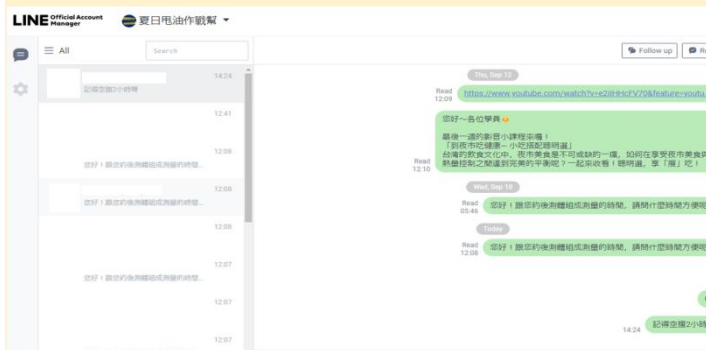 LINE Official Account Manager
夏日甩油作戰幫
All
Search
Follow up
14:24
記得空腹2小時喔
12:41
12:08
您好！跟您約後測體組成測量的時間...
12:08
您好！跟您約後測體組成測量的時間...
12:08
12:07
您好！跟您約後測體組成測量的時間...
12:07
12:07
Thu, Sep 12
Read
12:09
您好～各位學員
最後一週的影音小課程來囉！
「到夜市吃健康～小吃搭配聰明選」
台灣的飲食文化中，夜市美食是不可或缺的一環，如何在享受夜市美食與
熱量控制之間達到完美的平衡呢？一起來收看！聰明選，享「瘦」吃！
Read
12:10
Wed, Sep 18
Read
05:46
您好！跟您約後測體組成測量的時間，請問什麼時間方便呢
Today
Read
12:08
您好！跟您約後測體組成測量的時間，請問什麼時間方便呢
14:24
記得空腹2小時